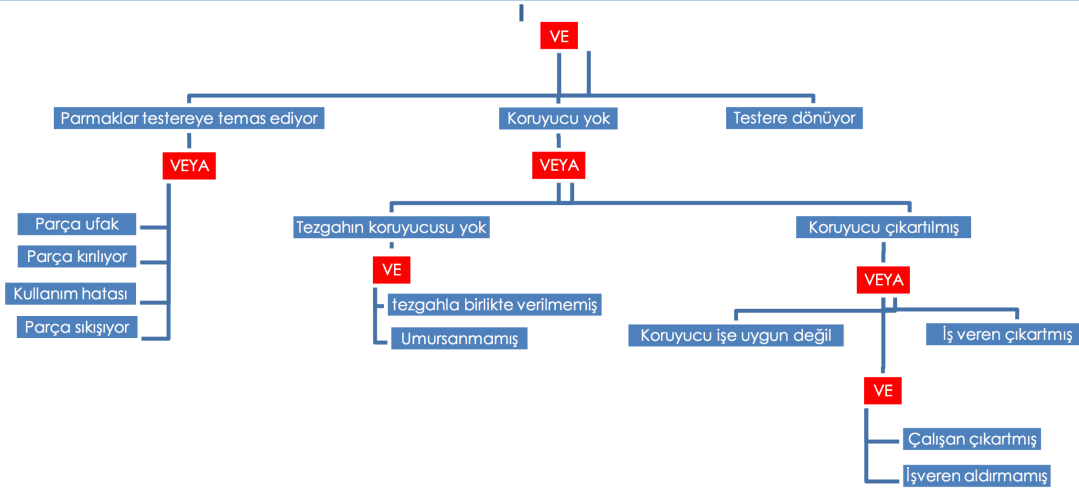 VE
Parmaklar testereye temas ediyor
Koruyucu yok
Testere dönüyor
VEYA
VEYA
Parça ufak
Parça kırılıyor
Kullanım hatası
Parça sıkışıyor
Tezgahın koruyucusu yok
Koruyucu çıkartılmış
VE
tezgahla birlikte verilmemiş
Umursanmamış
VEYA
Koruyucu işe uygun değil
İş veren çıkartmış
VE
Çalışan çıkartmış
İşveren aldırmamış